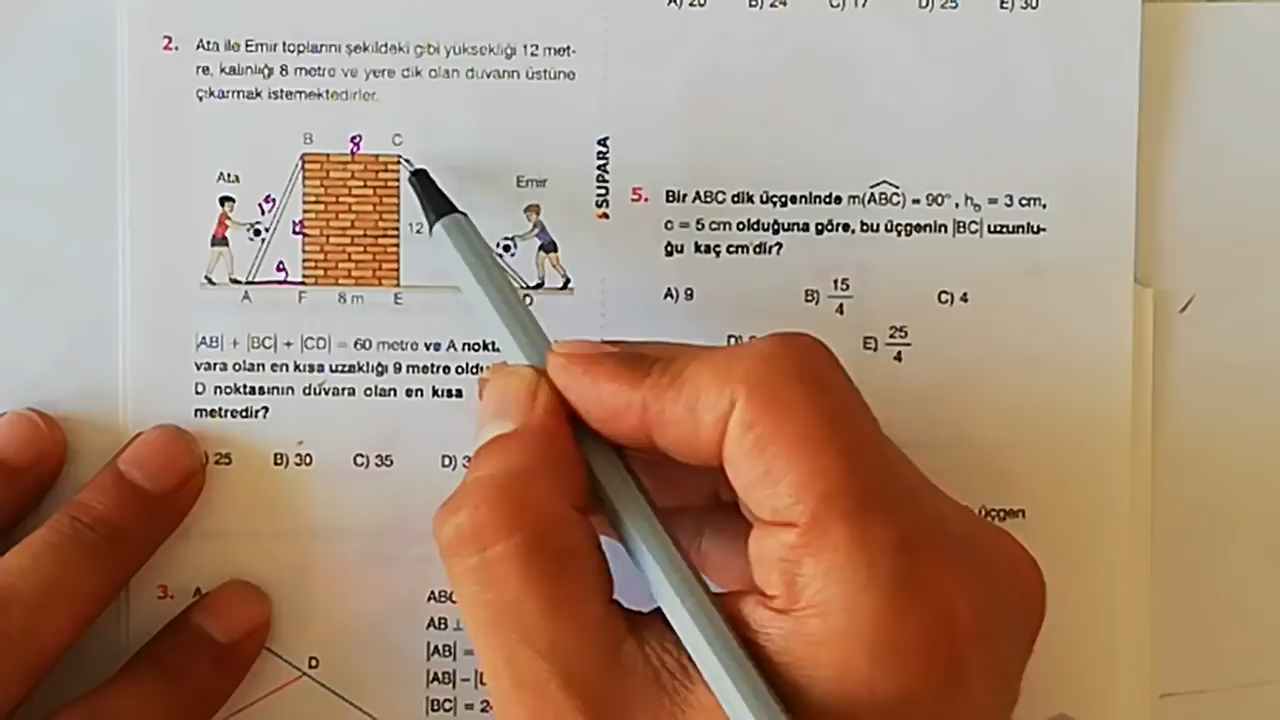 A) 20 B) 24 C) 17 D) 25 E) 30
2. Ata ile Emir toplarını şekildeki gibi yüksekliği 12 met-
re, kalınlığı 8 metre ve yere dik olan duvarın üstüne
çıkarmak istemektedirler.
B 8 C
Ata
Emir
15
12
12
9
A F 8 m E D
|AB| + |BC| + |CD| = 60 metre ve A nokt
vara olan en kısa uzaklığı 9 metre
D noktasının duvara olan en kısa
metredir?
) 25 B) 30 C) 35 D) 3
SUPARA
5. Bir ABC dik üçgeninde m(ABC) = 90°, h_b = 3 cm,
c = 5 cm olduğuna göre, bu üçgenin |BC| uzunlu-
ğu kaç cm'dir?
A) 9 B) 15/4 C) 4
E) 25/4
üçgen
3. A
D
ABC
AB ⊥
|AB| =
|AB| –
|BC| = 2